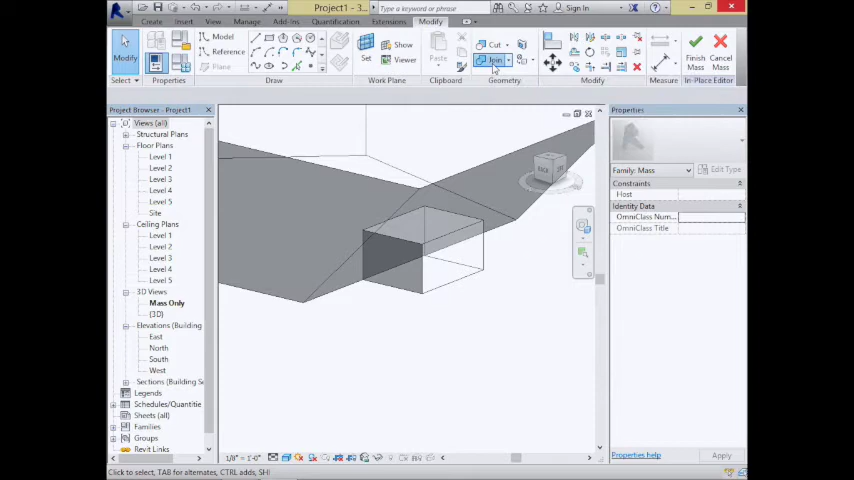 Project1 - 3...
Type a keyword or phrase
Sign In
Create Insert View Manage Add-Ins Quantification Extensions Modify
Modify
Model
Reference
Plane
Set
Show
Viewer
Paste
Cut
Join
Finish
Mass
Cancel
Mass
Select Properties Draw Work Plane Clipboard Geometry Modify Measure In-Place Editor
Project Browser - Project1
Views (all)
Structural Plans
Floor Plans
Level 1
Level 2
Level 3
Level 4
Level 5
Site
Ceiling Plans
Level 1
Level 2
Level 3
Level 4
Level 5
3D Views
Mass Only
{3D}
Elevations (Building
East
North
South
West
Sections (Building Se
Legends
Schedules/Quantitie
Sheets (all)
Families
Groups
Revit Links
Properties
Family: Mass
Edit Type
Constraints
Host
Identity Data
OmniClass Num...
OmniClass Title
Properties help
Apply
1/8" = 1'-0"
Click to select, TAB for alternates, CTRL adds, SHI